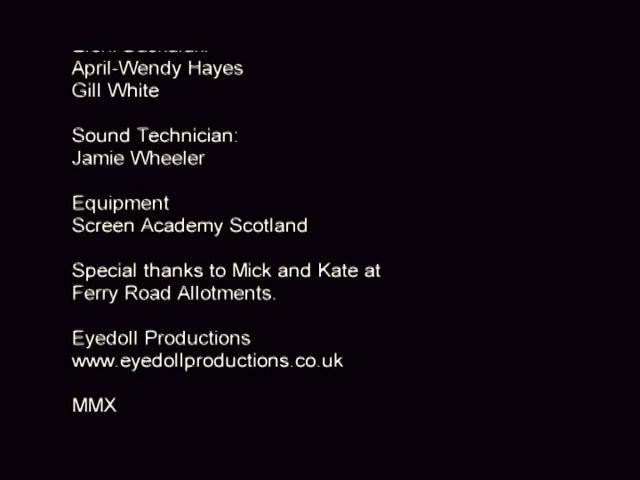 April-Wendy Hayes
Gill White
Sound Technician:
Jamie Wheeler
Equipment
Screen Academy Scotland
Special thanks to Mick and Kate at
Ferry Road Allotments.
Eyedoll Productions
www.eyedollproductions.co.uk
MMX